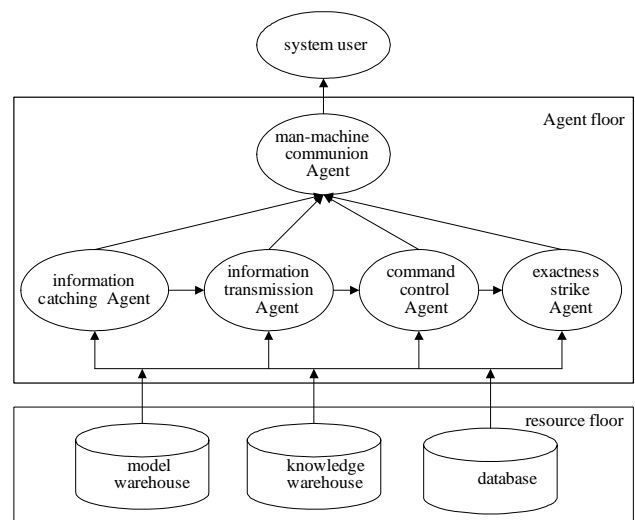 system user
Agent floor
man-machine
communion
Agent
information
catching Agent
information
transmission
Agent
command
control
Agent
exactness
strike Agent
resource floor
model
warehouse
knowledge
warehouse
database